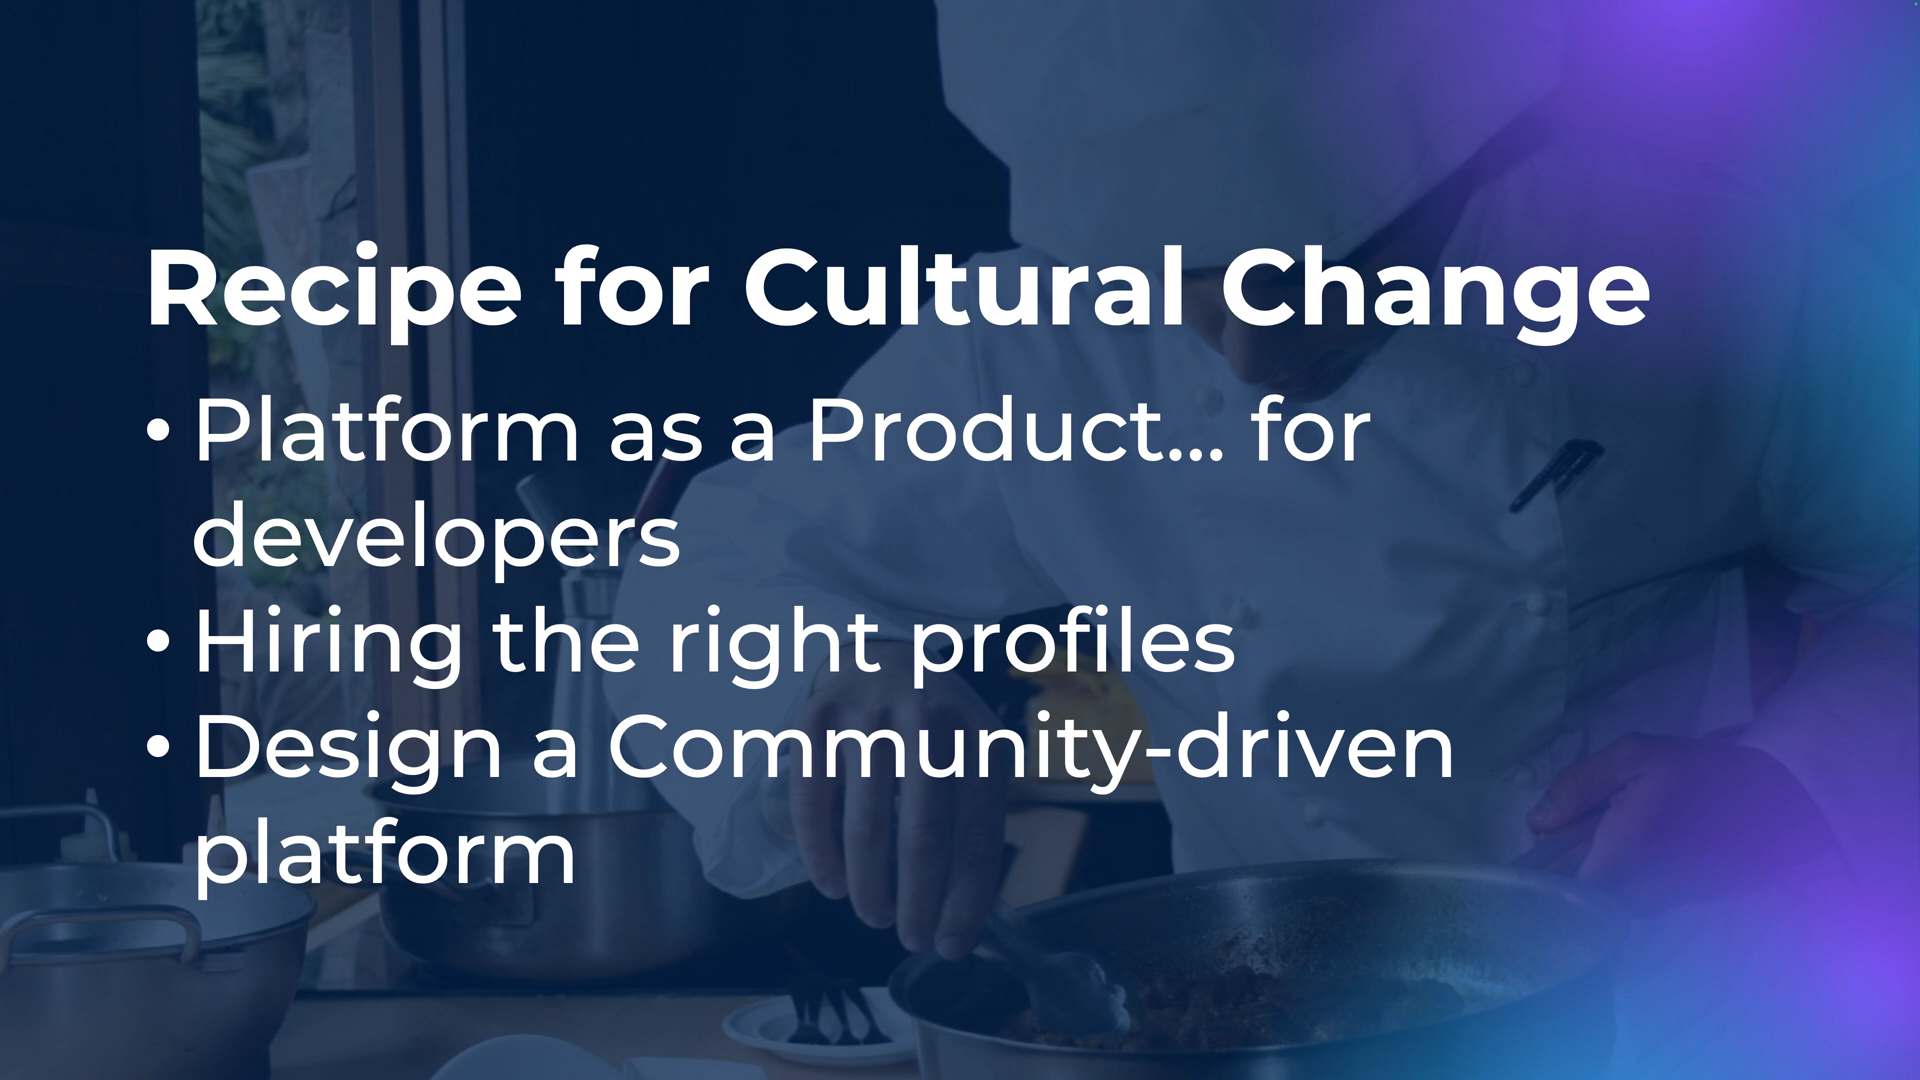 Recipe for Cultural Change
• Platform as a Product... for
developers
• Hiring the right profiles
• Design a Community-driven
platform